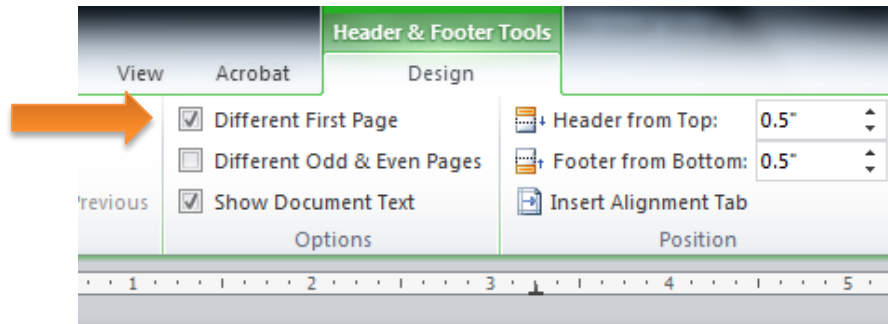 Header & Footer Tools
View Acrobat Design
Different First Page Header from Top: 0.5"
Different Odd & Even Pages Footer from Bottom: 0.5"
Show Document Text Insert Alignment Tab
Options Position
1 2 3 4 5